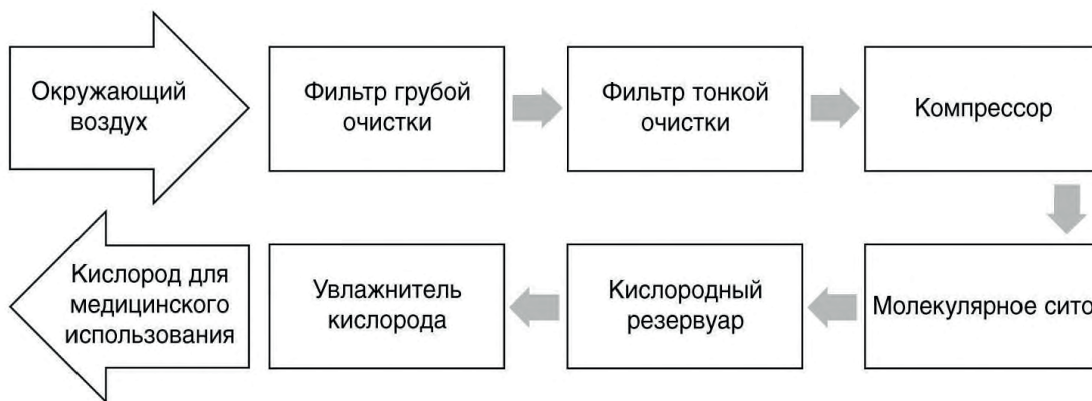 Окружающий
воздух
Фильтр грубой
очистки
Фильтр тонкой
очистки
Компрессор
Молекулярное сито
Кислородный
резервуар
Увлажнитель
кислорода
Кислород для
медицинского
использования